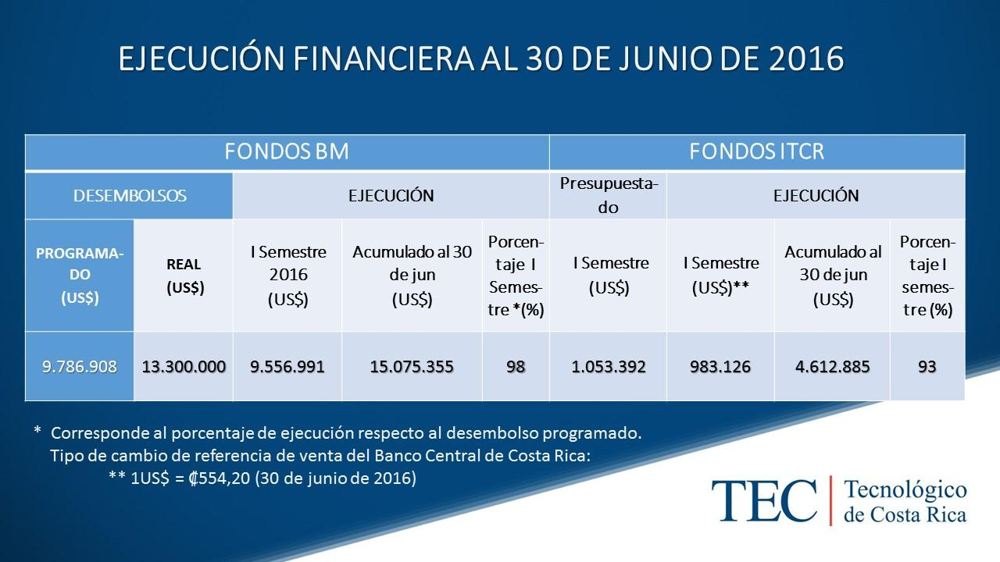 EJECUCIÓN FINANCIERA AL 30 DE JUNIO DE 2016
FONDOS BM
FONDOS ITCR
DESEMBOLSOS
EJECUCIÓN
Presupuesta-
do
EJECUCIÓN
PROGRAMA-
DO
(US$)
REAL
(US$)
I Semestre
2016
(US$)
Acumulado al 30
de jun
(US$)
Porcen-
taje I
Semes-
tre *(%)
I Semestre
(US$)
I Semestre
(US$)**
Acumulado al
30 de jun
(US$)
Porcen-
taje I
semes-
tre (%)
9.786.908
13.300.000
9.556.991
15.075.355
98
1.053.392
983.126
4.612.885
93
* Corresponde al porcentaje de ejecución respecto al desembolso programado.
Tipo de cambio de referencia de venta del Banco Central de Costa Rica:
** 1US$ = ₡554,20 (30 de junio de 2016)
TEC
Tecnológico
de Costa Rica